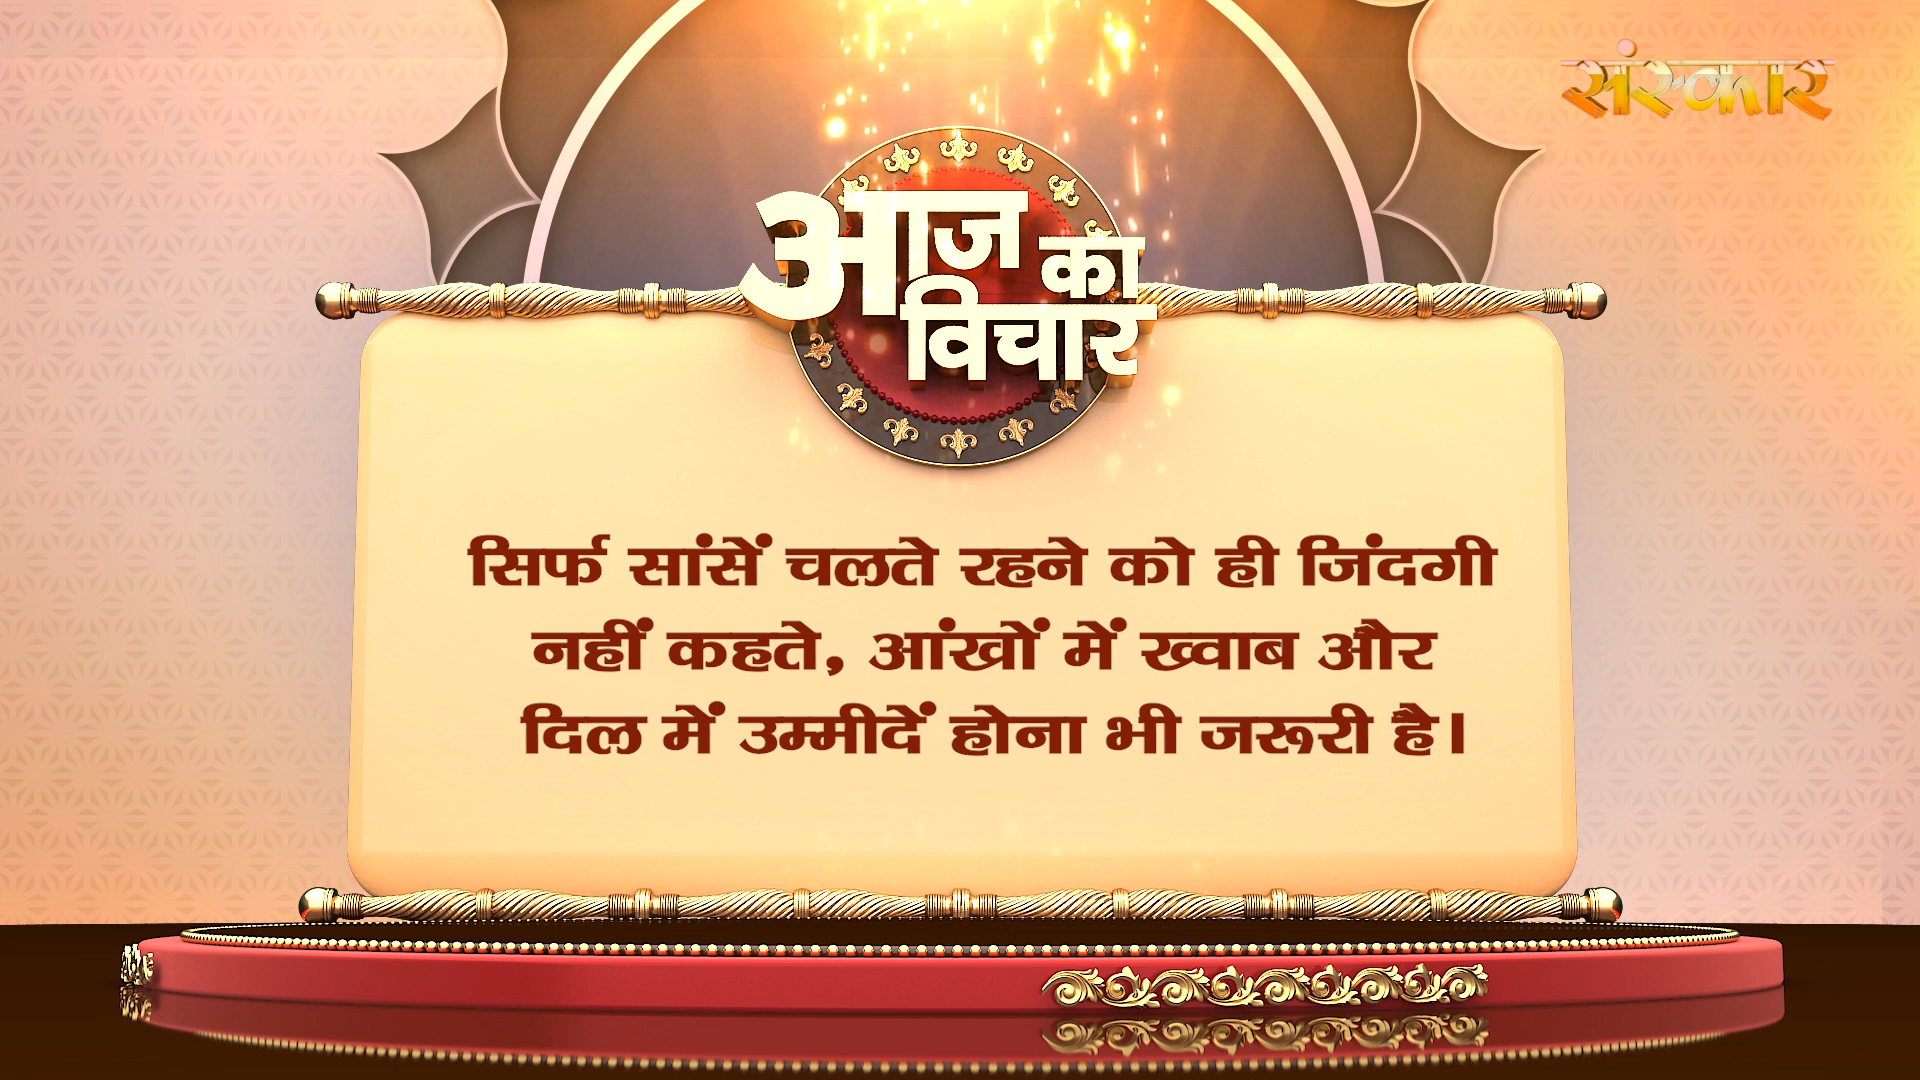 संस्कार
आज का
विचार
सिर्फ सांसें चलते रहने को ही जिंदगी
नहीं कहते, आंखों में ख्वाब और
दिल में उम्मीदें होना भी जरूरी है।